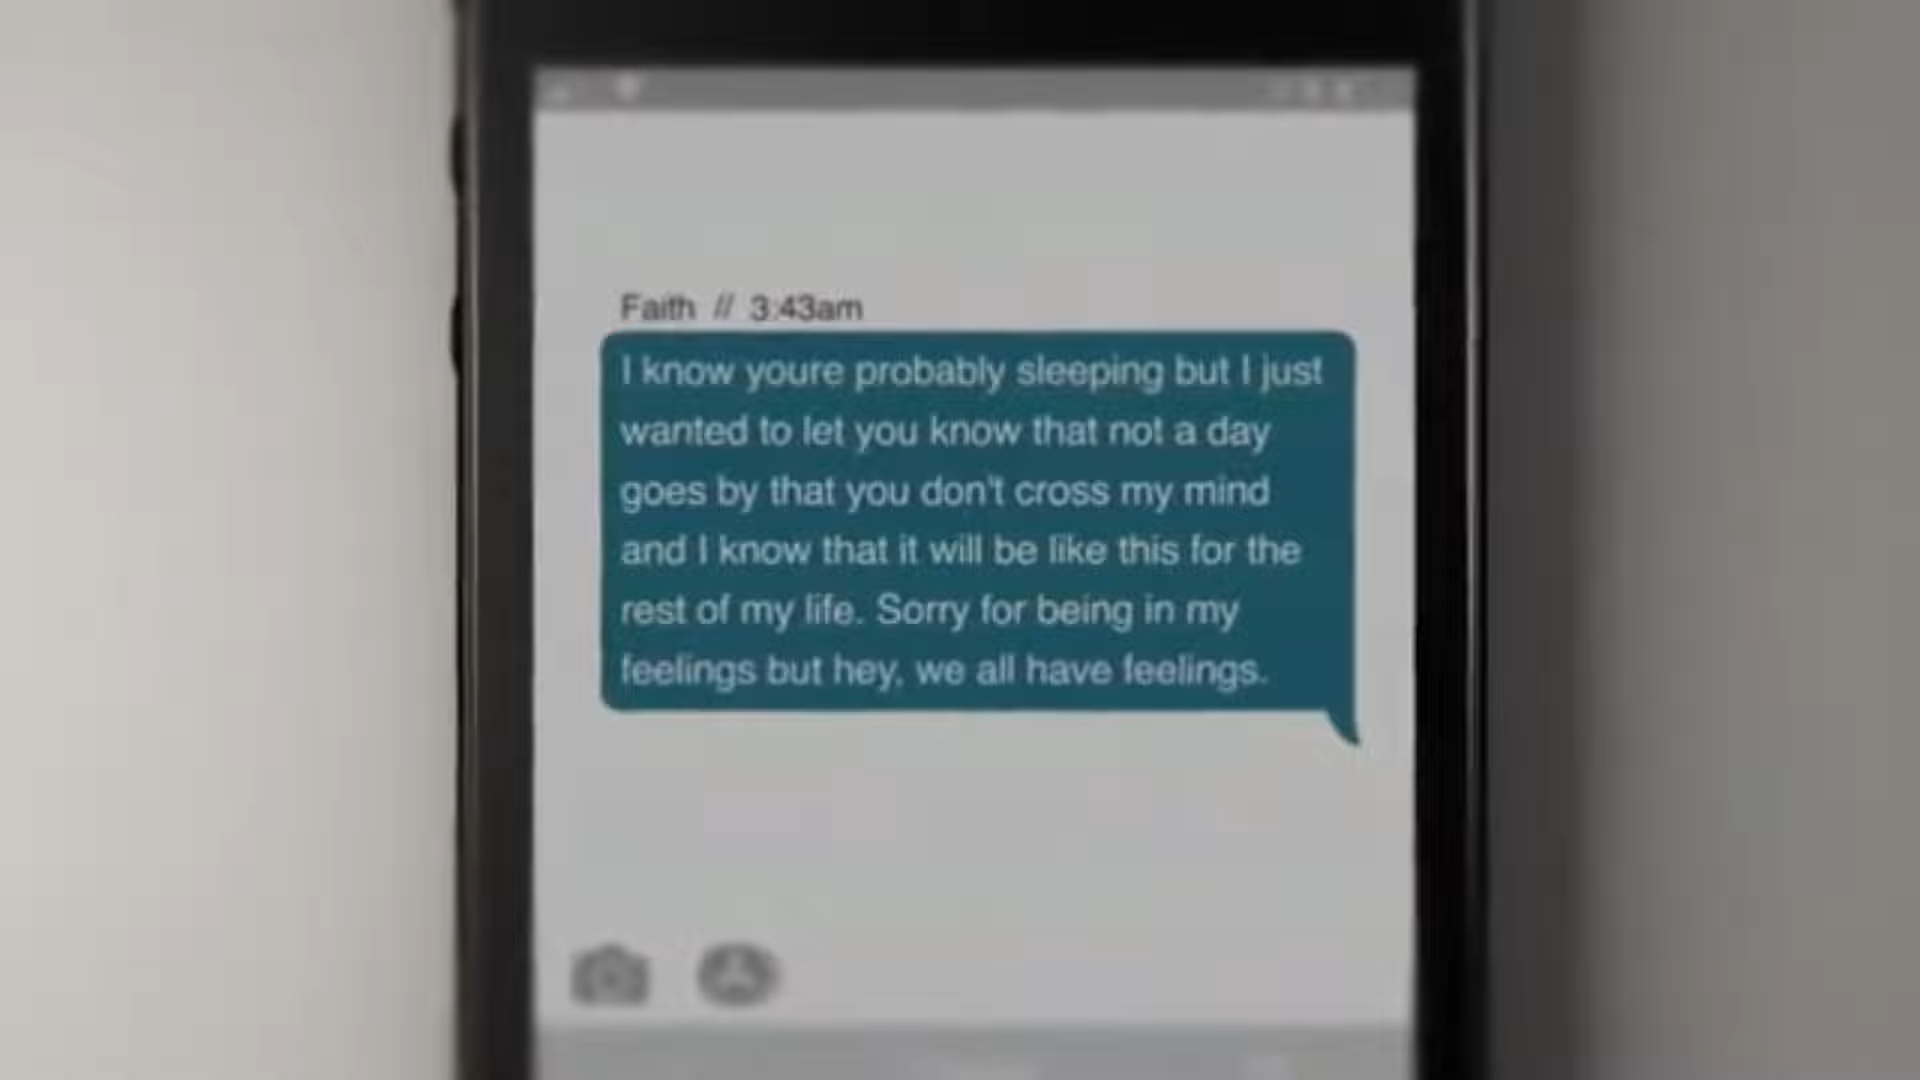 Faith // 3:43am
I know youre probably sleeping but I just
wanted to let you know that not a day
goes by that you don't cross my mind
and I know that it will be like this for the
rest of my life. Sorry for being in my
feelings but hey, we all have feelings.